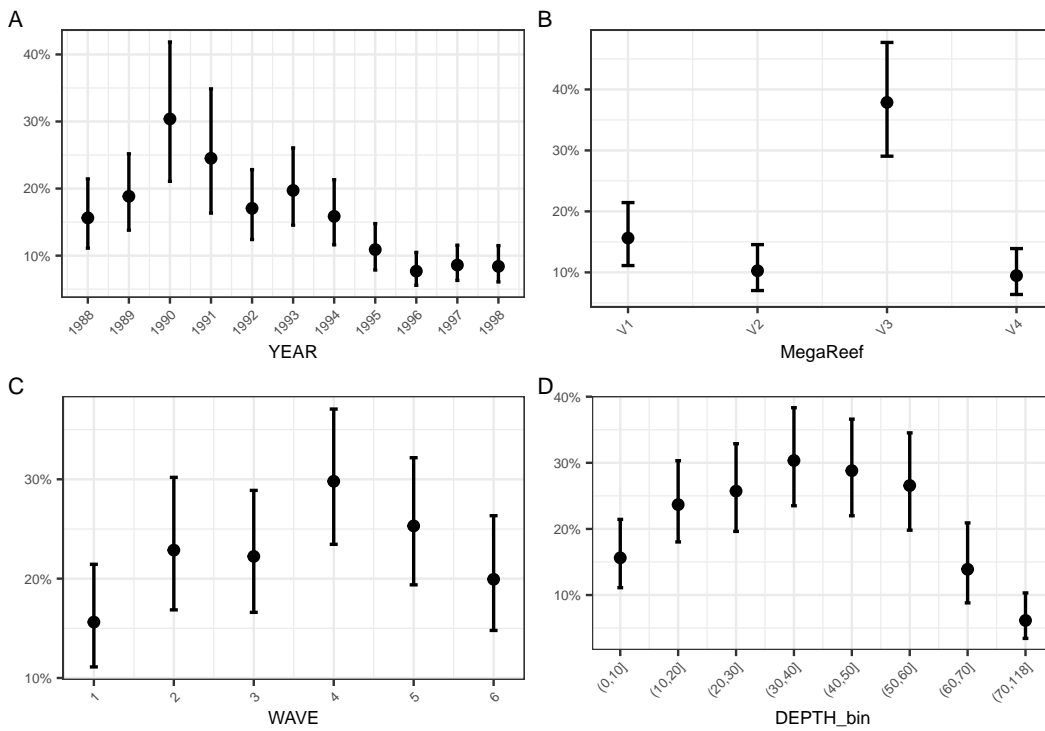 A
40%
30%
20%
10%
1988 1989 1990 1991 1992 1993 1994 1995 1996 1997 1998
YEAR
B
40%
30%
20%
10%
V1 V2 V3 V4
MegaReef
C
30%
20%
10%
1 2 3 4 5 6
WAVE
D
40%
30%
20%
10%
(0,10] (10,20] (20,30] (30,40] (40,50] (50,60] (60,70] (70,118]
DEPTH_bin